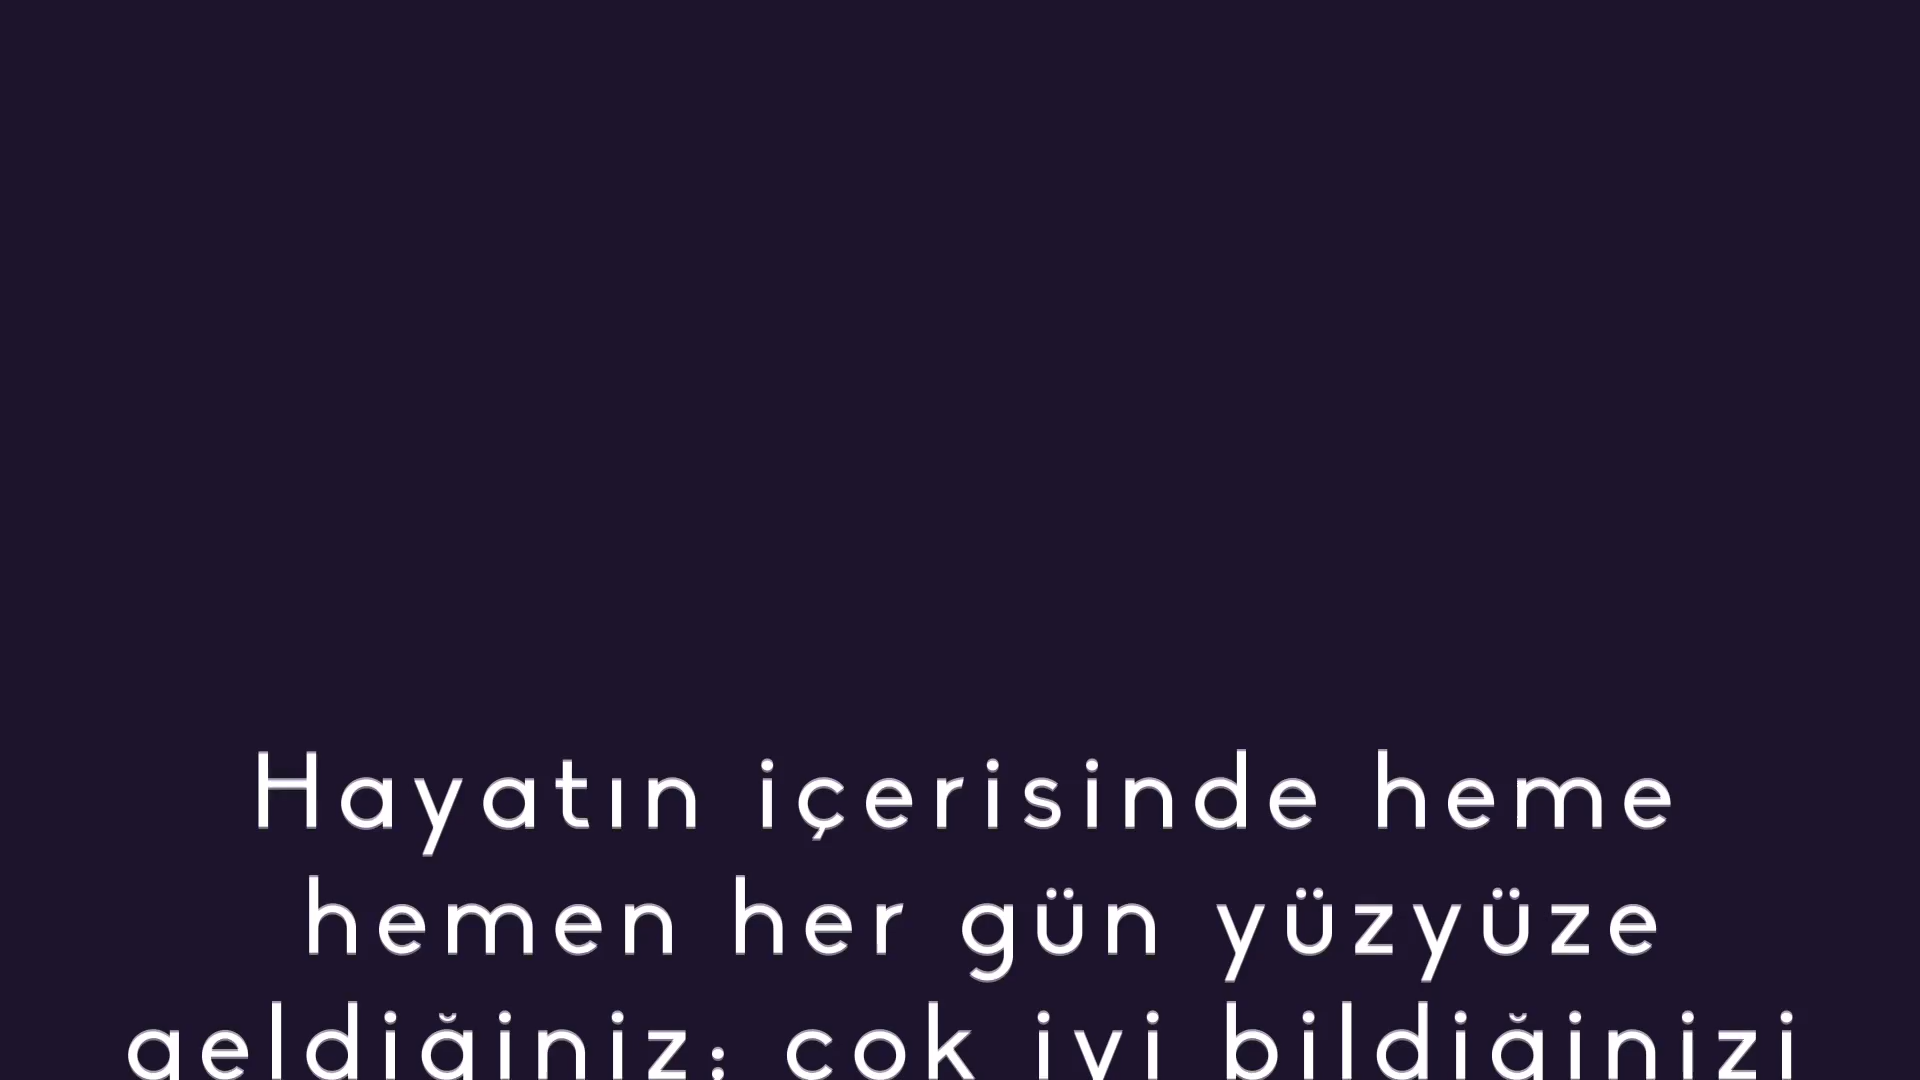 Hayatın içerisinde heme
hemen her gün yüzyüze
geldiğiniz; çok iyi bildiğinizi